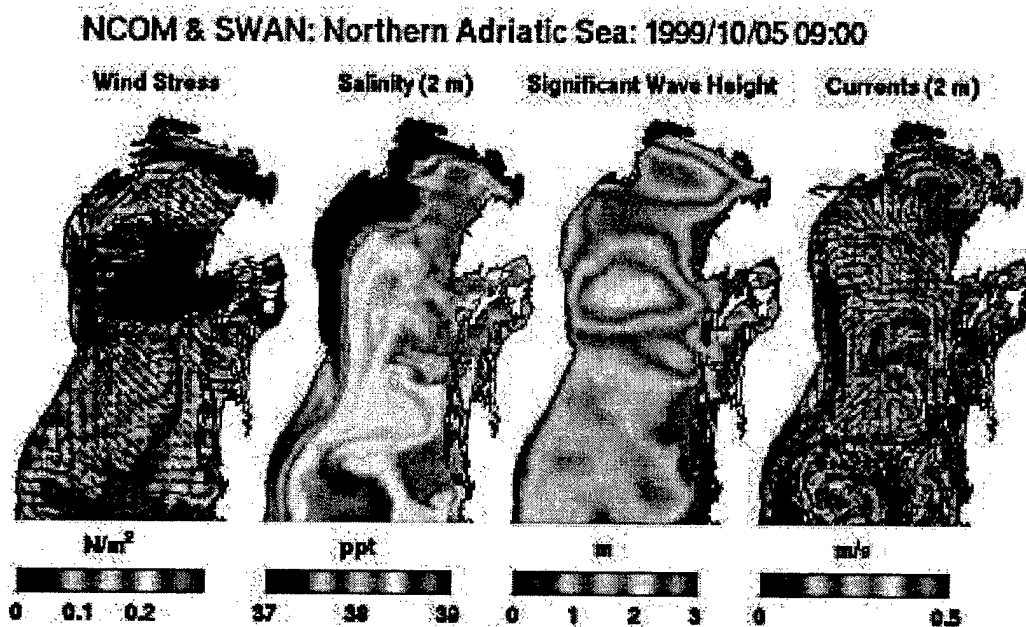 NCOM & SWAN: Northern Adriatic Sea: 1999/10/05 09:00
Wind Stress
Salinity (2 m)
Significant Wave Height
Currents (2 m)
N/m²
ppt
m
m/s
0 0.1 0.2
37 38 39
0 1 2 3
0 0.5